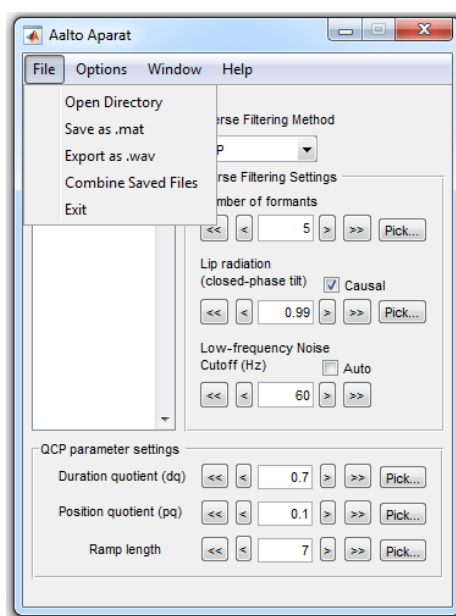 Aalto Aparat
File Options Window Help
Open Directory
Save as .mat
Export as .wav
Combine Saved Files
Exit
erse Filtering Method
P
rse Filtering Settings
mber of formants
<< < 5 > >> Pick...
Lip radiation
(closed-phase tilt) Causal
<< < 0.99 > >> Pick...
Low-frequency Noise
Cutoff (Hz) Auto
<< < 60 > >>
QCP parameter settings
Duration quotient (dq) << < 0.7 > >> Pick...
Position quotient (pq) << < 0.1 > >> Pick...
Ramp length << < 7 > >> Pick...